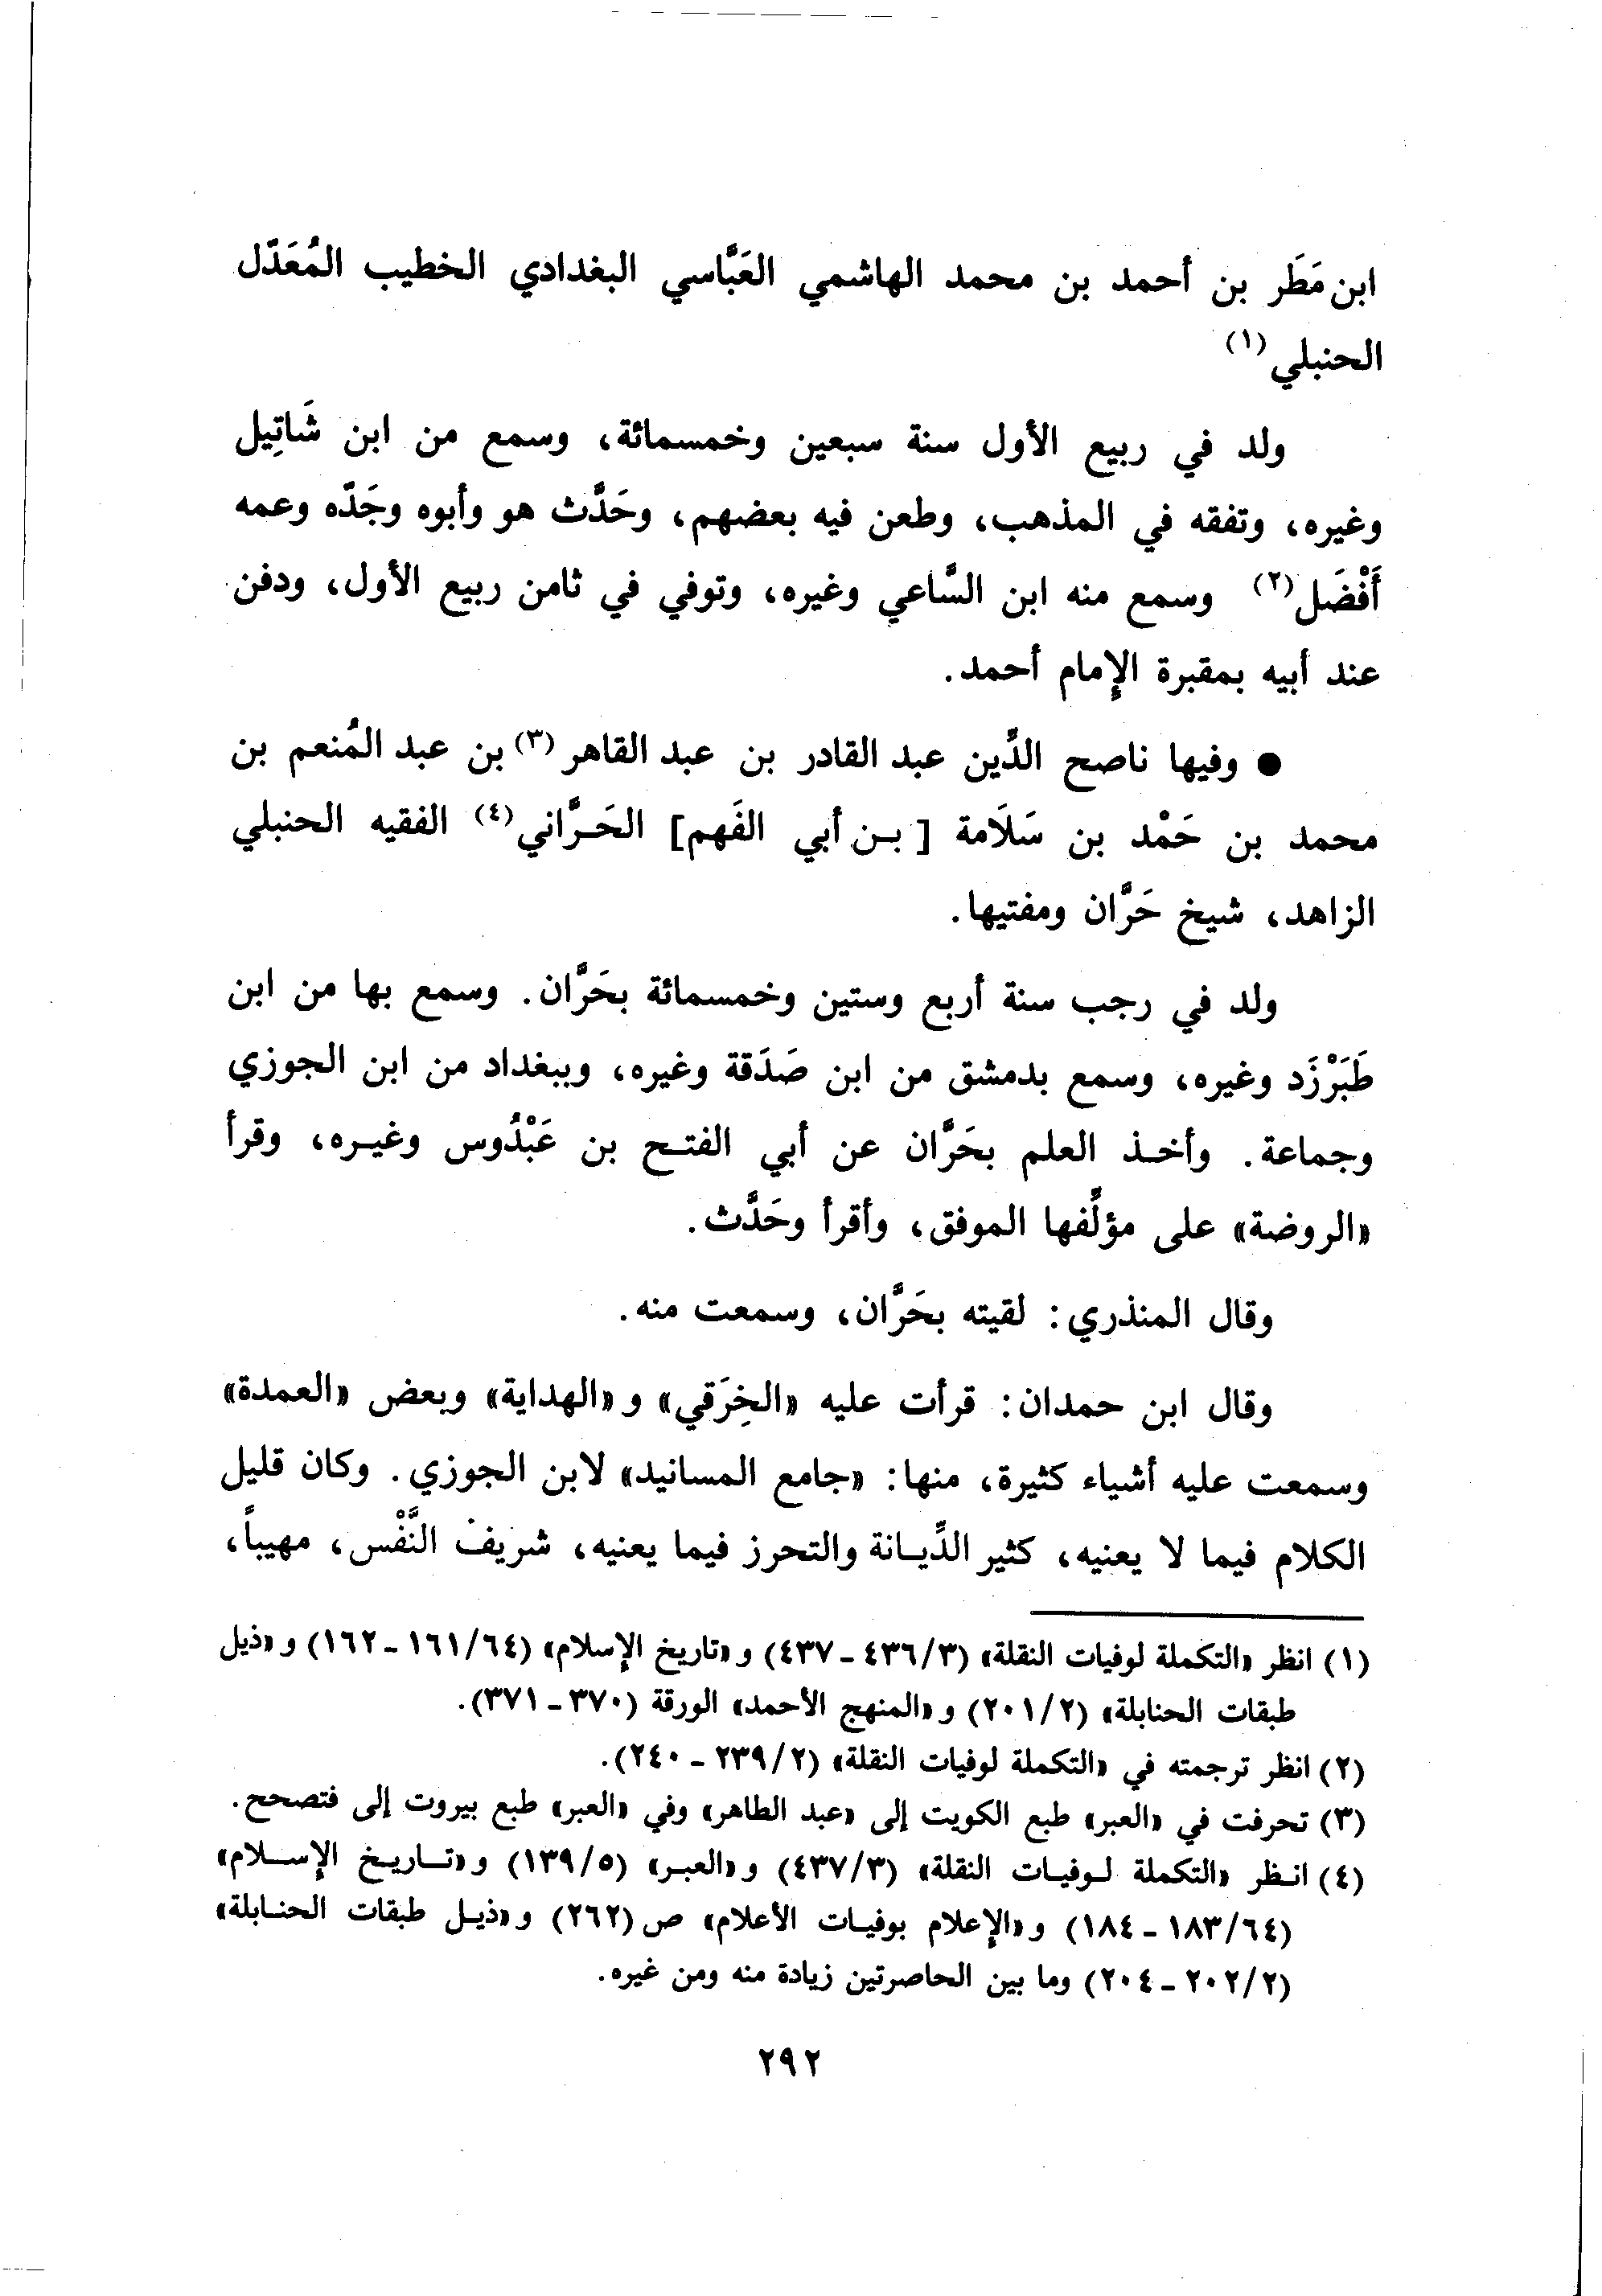 ابن مَطَر بن أحمد بن محمد الهاشمي العَبَّاسي البغدادي الخطيب المُعَدّل
الحنبلي (١)
ولد في ربيع الأول سنة سبعين وخمسمائة، وسمع من ابن شَاتِيل
وغيره، وتفقه في المذهب، وطعن فيه بعضهم، وحَدَّث هو وأبوه وجَدّه وعمه
أَفْضَل (٢) وسمع منه ابن السَّاعي وغيره، وتوفي في ثامن ربيع الأول، ودفن
عند أبيه بمقبرة الإمام أحمد.
● وفيها ناصح الدِّين عبد القادر بن عبد القاهر (٣) بن عبد المُنعم بن
محمد بن حَمْد بن سَلَامة [بن أبي الفَهم] الحَرَّاني (٤) الفقيه الحنبلي
الزاهد، شيخ حَرَّان ومفتيها.
ولد في رجب سنة أربع وستين وخمسمائة بحَرَّان. وسمع بها من ابن
طَبَرْزَد وغيره، وسمع بدمشق من ابن صَدَقة وغيره، وببغداد من ابن الجوزي
وجماعة. وأخذ العلم بحَرَّان عن أبي الفتح بن عَبْدُوس وغيره، وقرأ
«الروضة» على مؤلِّفها الموفق، وأقرأ وحَدَّث.
وقال المنذري: لقيته بحَرَّان، وسمعت منه.
وقال ابن حمدان: قرأت عليه «الخِرَقي» و «الهداية» وبعض «العمدة»
وسمعت عليه أشياء كثيرة، منها: «جامع المسانيد» لابن الجوزي. وكان قليل
الكلام فيما لا يعنيه، كثير الدِّيانة والتحرز فيما يعنيه، شريف النَّفْس، مهيباً،
(١) انظر «التكملة لوفيات النقلة» (٣/ ٤٣٦ - ٤٣٧) و «تاريخ الإسلام» (٦٤/ ١٦١ - ١٦٢) و «ذيل
طبقات الحنابلة» (٢/ ٢٠١) و «المنهج الأحمد» الورقة (٣٧٠ - ٣٧١).
(٢) انظر ترجمته في «التكملة لوفيات النقلة» (٢/ ٢٣٩ - ٢٤٠).
(٣) تحرفت في «العبر» طبع الكويت إلى «عبد الطاهر» وفي «العبر» طبع بيروت إلى فتصحح.
(٤) انظر «التكملة لوفيات النقلة» (٣/ ٤٣٧) و «العبر» (٥/ ١٣٩) و «تاريخ الإسلام»
(٦٤/ ١٨٣ - ١٨٤) و «الإعلام بوفيات الأعلام» ص (٢٦٢) و «ذيل طبقات الحنابلة»
(٢/ ٢٠٢ - ٢٠٤) وما بين الحاصرتين زيادة منه ومن غيره.
٢٩٢